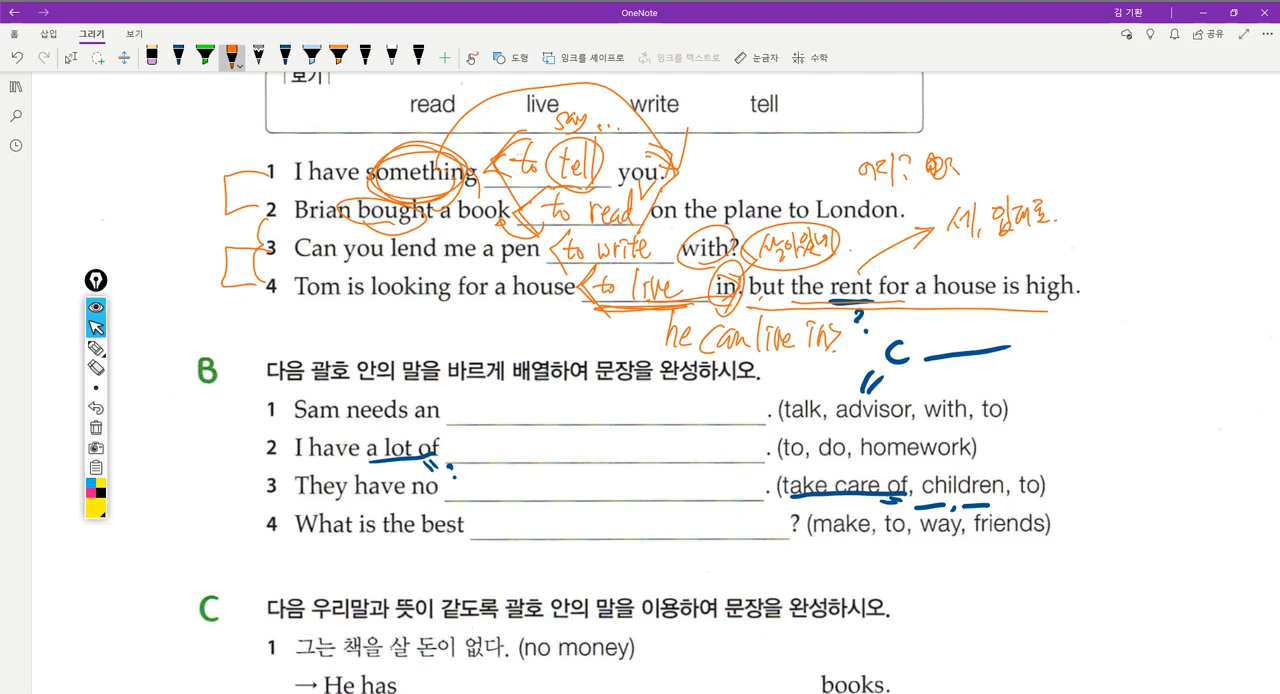 OneNote
김 기환
홈 삽입 그리기 보기
공유
도형 잉크를 셰이프로 잉크를 텍스트로 눈금자 수학
보기
read live write tell
say...
1 I have something to tell you.
2 Brian bought a book to read on the plane to London.
세, 임대료.
3 Can you lend me a pen to write with? 살아있네
4 Tom is looking for a house to live in, but the rent for a house is high.
?
he can live in?
C
B 다음 괄호 안의 말을 바르게 배열하여 문장을 완성하시오.
1 Sam needs an . (talk, advisor, with, to)
2 I have a lot of . (to, do, homework)
3 They have no . (take care of, children, to)
4 What is the best ? (make, to, way, friends)
C 다음 우리말과 뜻이 같도록 괄호 안의 말을 이용하여 문장을 완성하시오.
1 그는 책을 살 돈이 없다. (no money)
→ He has books.